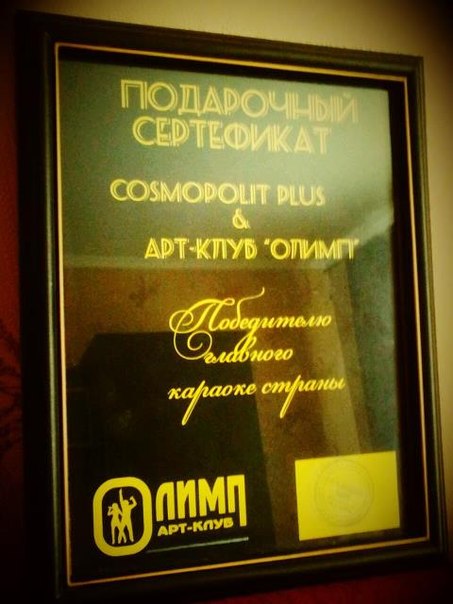 ПОДАРОЧНЫЙ
СЕРТЕФИКАТ
COSMOPOLIT PLUS
&
АРТ-КЛУБ "ОЛИМП"
Победителю
главного
караоке страны
ОЛИМП
АРТ-КЛУБ